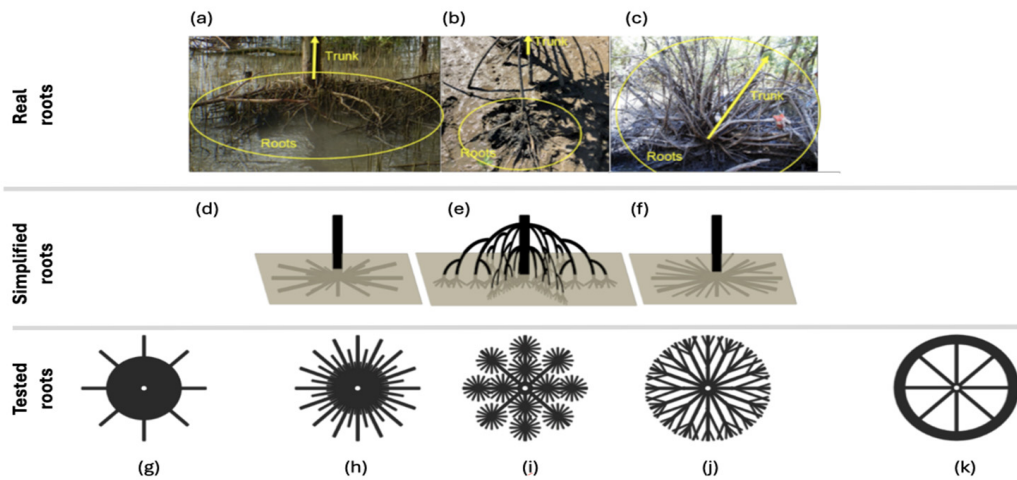 (a)
(b)
(c)
Real
roots
Trunk
Roots
Trunk
Roots
Trunk
Roots
(d)
(e)
(f)
Simplified
roots
Tested
roots
(g)
(h)
(i)
(j)
(k)